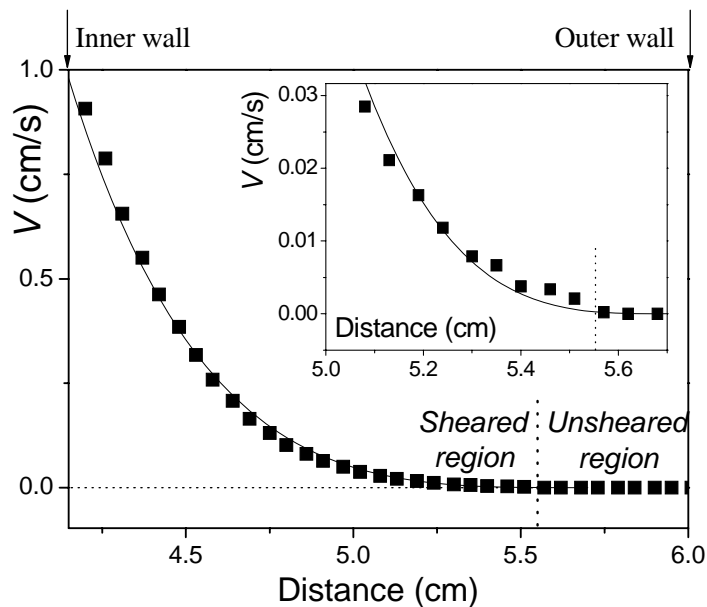 Inner wall
Outer wall
1.0
0.5
0.0
V (cm/s)
0.03
0.02
0.01
0.00
V (cm/s)
Distance (cm)
5.0
5.2
5.4
5.6
Sheared
region
Unsheared
region
4.5
5.0
5.5
6.0
Distance (cm)